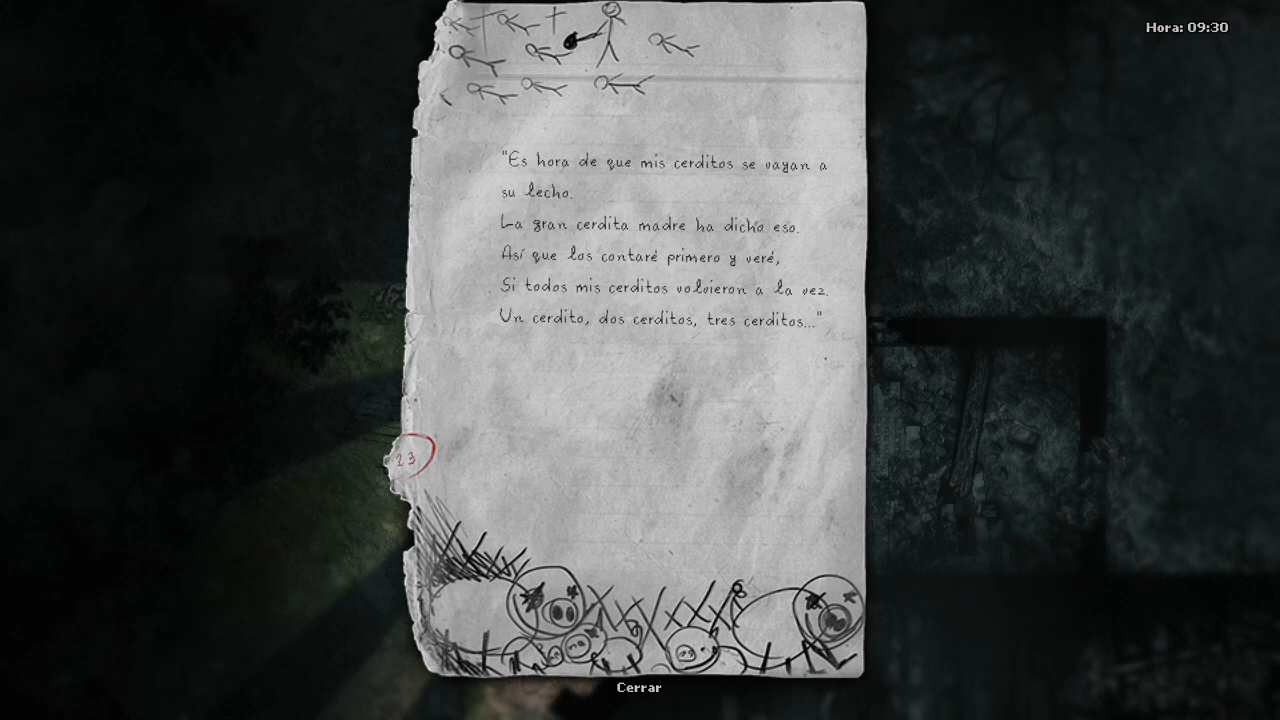 Hora: 09:30
"Es hora de que mis cerditos se vayan a
su lecho.
La gran cerdita madre ha dicho eso.
Así que los contaré primero y veré,
Si todos mis cerditos volvieron a la vez.
Un cerdito, dos cerditos, tres cerditos..."
23
Cerrar